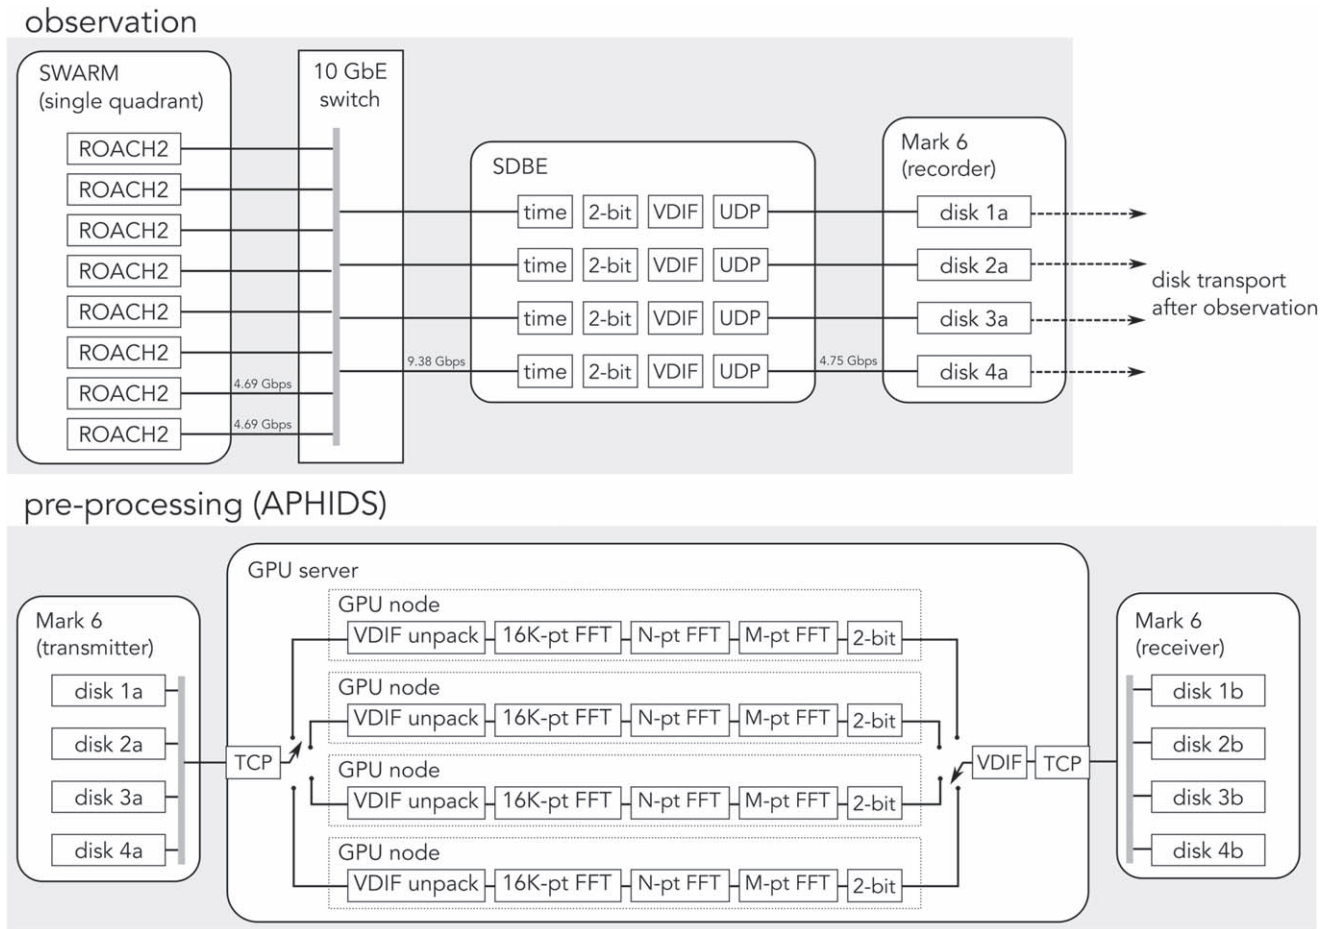 observation
SWARM
(single quadrant)
ROACH2
ROACH2
ROACH2
ROACH2
ROACH2
ROACH2
ROACH2
ROACH2
4.69 Gbps
4.69 Gbps
10 GbE
switch
9.38 Gbps
SDBE
time 2-bit VDIF UDP
time 2-bit VDIF UDP
time 2-bit VDIF UDP
time 2-bit VDIF UDP
4.75 Gbps
Mark 6
(recorder)
disk 1a
disk 2a
disk 3a
disk 4a
disk transport
after observation
pre-processing (APHIDS)
Mark 6
(transmitter)
disk 1a
disk 2a
disk 3a
disk 4a
GPU server
TCP
GPU node
VDIF unpack 16K-pt FFT N-pt FFT M-pt FFT 2-bit
GPU node
VDIF unpack 16K-pt FFT N-pt FFT M-pt FFT 2-bit
GPU node
VDIF unpack 16K-pt FFT N-pt FFT M-pt FFT 2-bit
GPU node
VDIF unpack 16K-pt FFT N-pt FFT M-pt FFT 2-bit
VDIF TCP
Mark 6
(receiver)
disk 1b
disk 2b
disk 3b
disk 4b